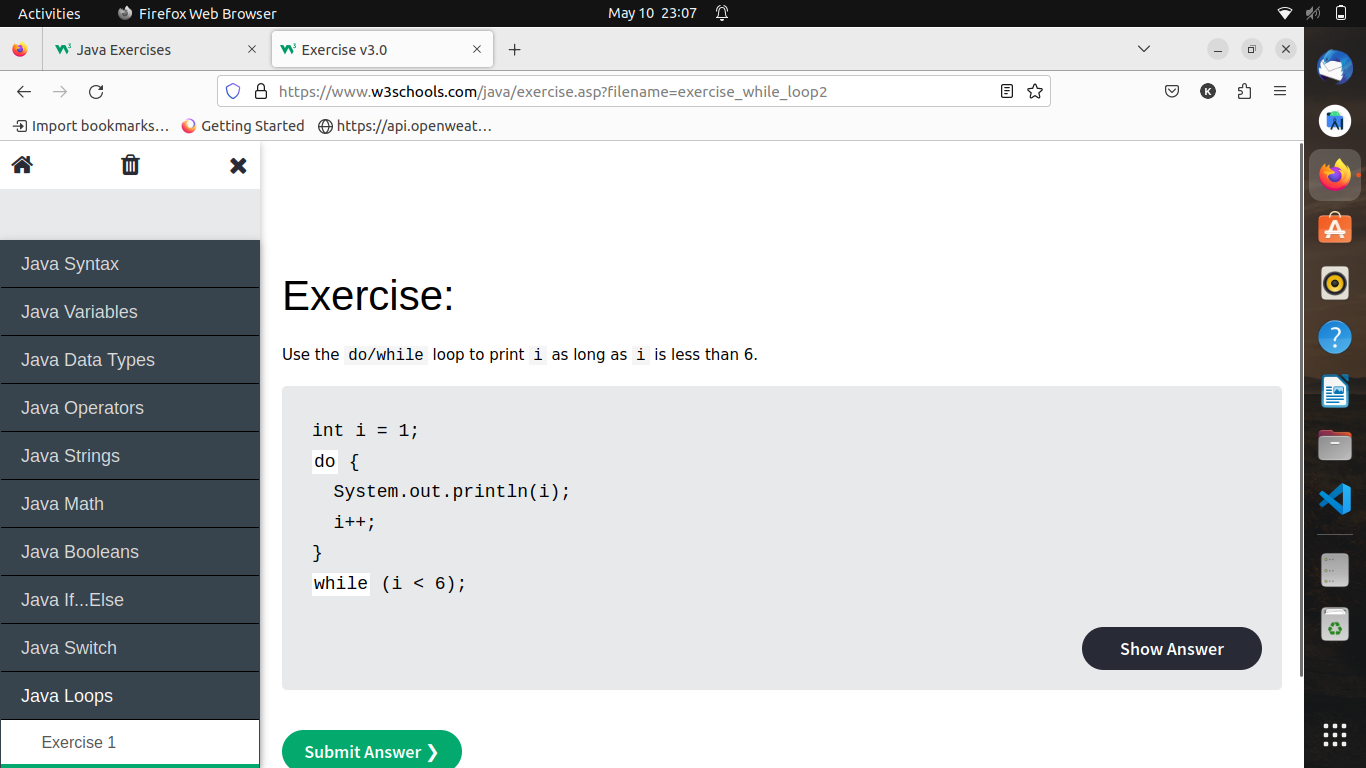 Activities Firefox Web Browser May 10 23:07
Java Exercises Exercise v3.0
https://www.w3schools.com/java/exercise.asp?filename=exercise_while_loop2 K
Import bookmarks... Getting Started https://api.openweat...
Java Syntax
Java Variables
Java Data Types
Java Operators
Java Strings
Java Math
Java Booleans
Java If...Else
Java Switch
Java Loops
Exercise 1
Exercise:
Use the do/while loop to print i as long as i is less than 6.
int i = 1;
do {
  System.out.println(i);
  i++;
}
while (i < 6);
Show Answer
Submit Answer ❯